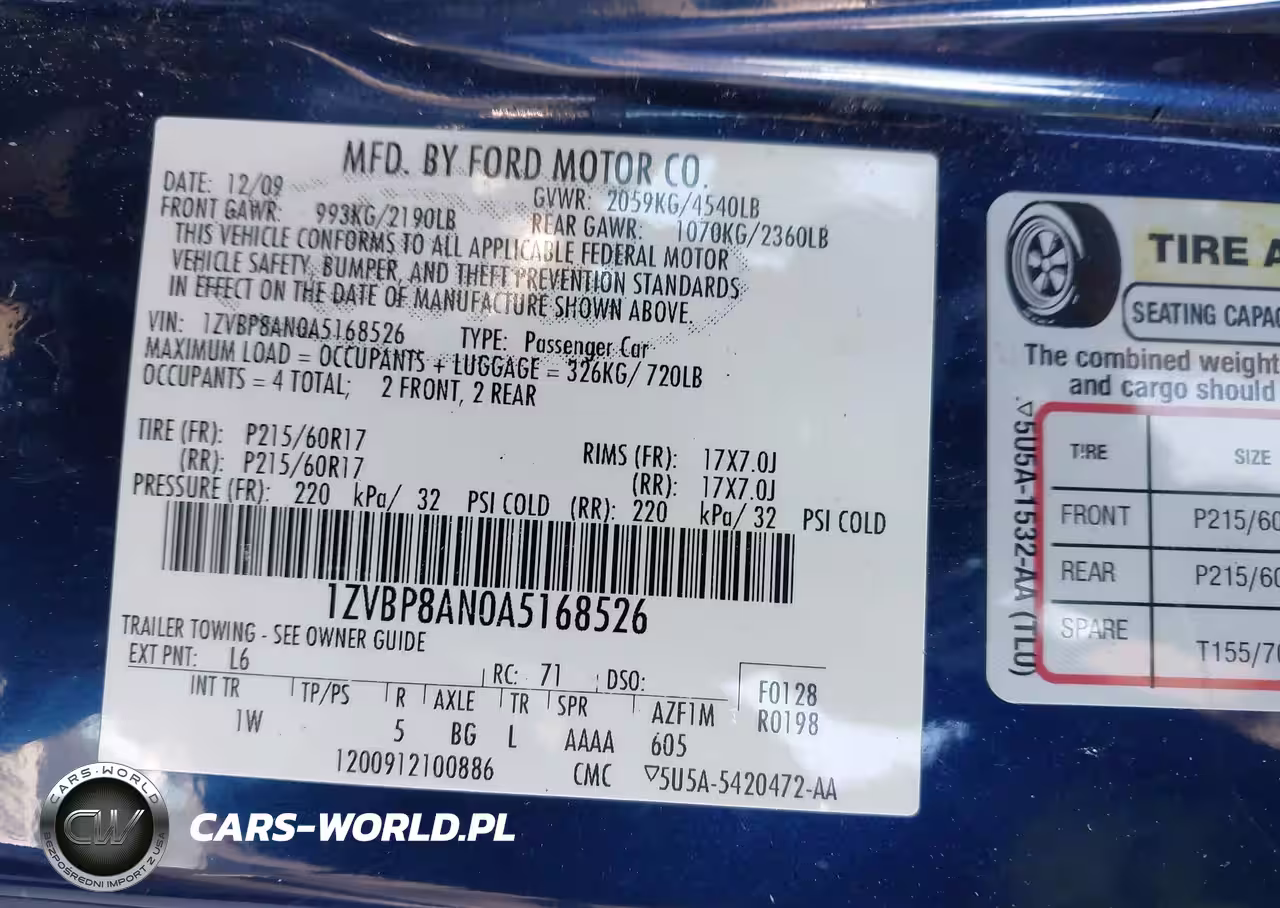 MFD. BY FORD MOTOR CO.
DATE: 12/09
GVWR: 2059KG/4540LB
FRONT GAWR: 993KG/2190LB
REAR GAWR: 1070KG/2360LB
THIS VEHICLE CONFORMS TO ALL APPLICABLE FEDERAL MOTOR
VEHICLE SAFETY, BUMPER, AND THEFT PREVENTION STANDARDS
IN EFFECT ON THE DATE OF MANUFACTURE SHOWN ABOVE.
VIN: 1ZVBP8AN0A5168526 TYPE: Passenger Car
MAXIMUM LOAD = OCCUPANTS + LUGGAGE = 326KG/ 720LB
OCCUPANTS = 4 TOTAL; 2 FRONT, 2 REAR
TIRE (FR): P215/60R17 RIMS (FR): 17X7.0J
(RR): P215/60R17 (RR): 17X7.0J
PRESSURE (FR): 220 kPa/ 32 PSI COLD (RR): 220 kPa/ 32 PSI COLD
1ZVBP8AN0A5168526
TRAILER TOWING - SEE OWNER GUIDE
EXT PNT: L6 RC: 71 DSO:
F0128
R0198
INT TR TP/PS R AXLE TR SPR AZF1M
1W 5 BG L AAAA 605
1200912100886 CMC ▽5U5A-5420472-AA
TIRE A
SEATING CAPAC
The combined weight
and cargo should
▽5U5A-1532-AA (TLU)
TIRE SIZE
FRONT P215/60
REAR P215/60
SPARE T155/70
CARS-WORLD
CW
BEZPOŚREDNI IMPORT Z USA
CARS-WORLD.PL